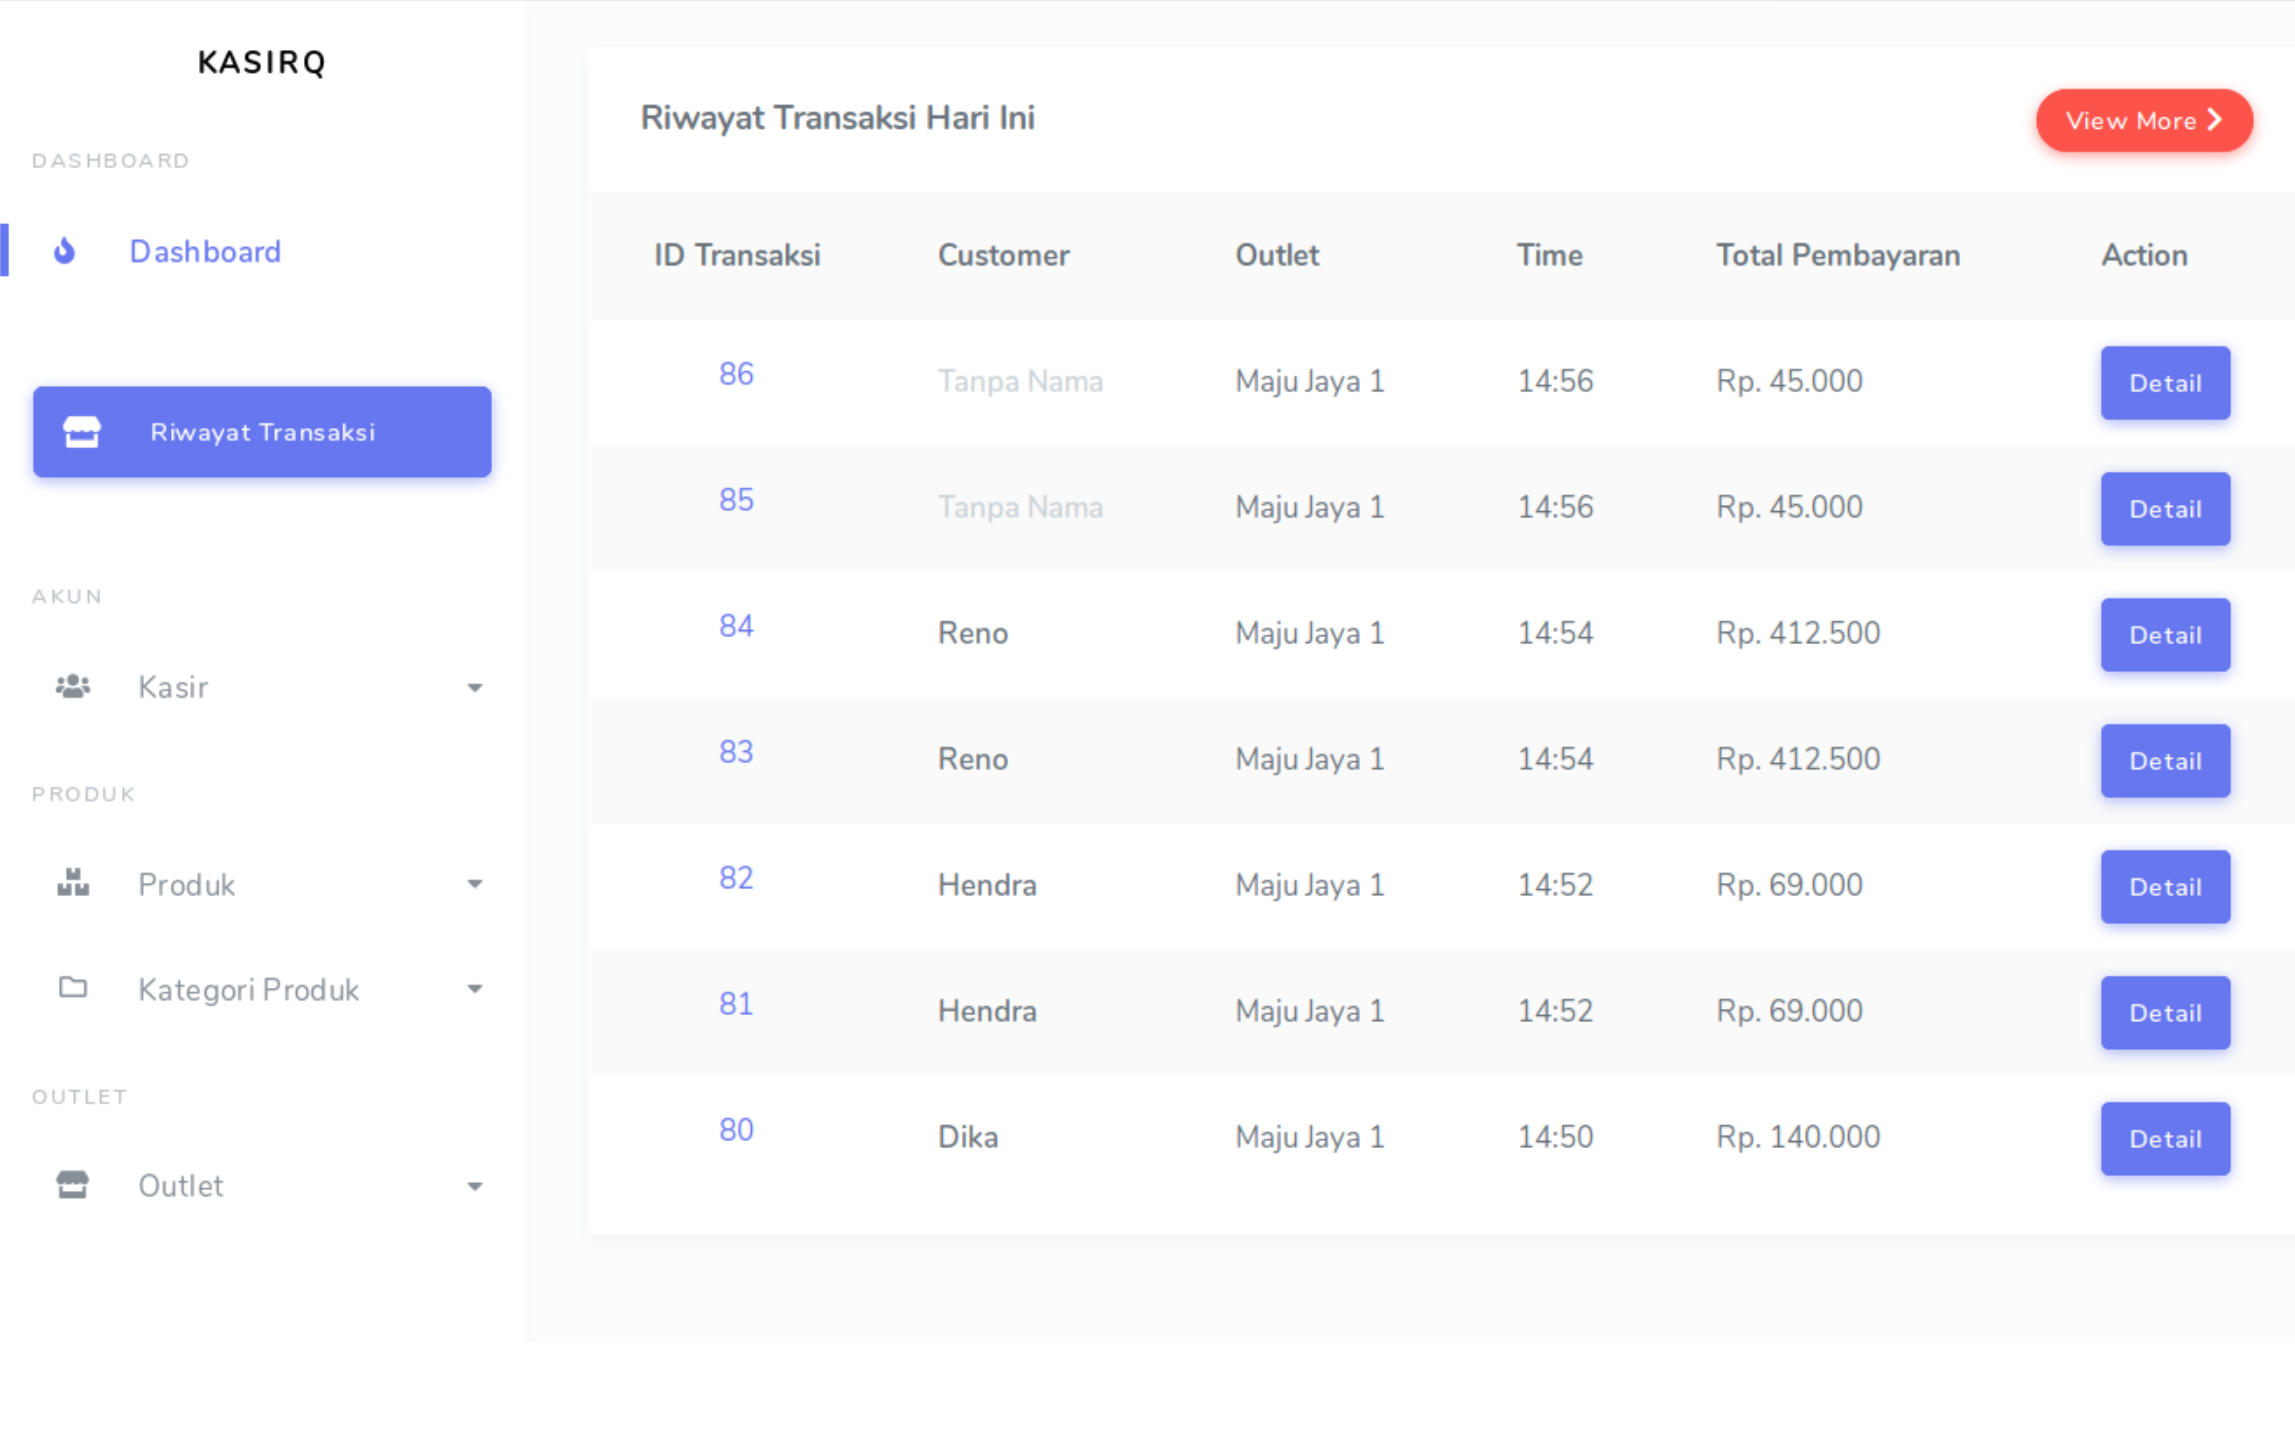 KASIRQ
DASHBOARD
Dashboard
Riwayat Transaksi
AKUN
Kasir
PRODUK
Produk
Kategori Produk
OUTLET
Outlet
Riwayat Transaksi Hari Ini
View More
ID Transaksi Customer Outlet Time Total Pembayaran Action
86 Tanpa Nama Maju Jaya 1 14:56 Rp. 45.000 Detail
85 Tanpa Nama Maju Jaya 1 14:56 Rp. 45.000 Detail
84 Reno Maju Jaya 1 14:54 Rp. 412.500 Detail
83 Reno Maju Jaya 1 14:54 Rp. 412.500 Detail
82 Hendra Maju Jaya 1 14:52 Rp. 69.000 Detail
81 Hendra Maju Jaya 1 14:52 Rp. 69.000 Detail
80 Dika Maju Jaya 1 14:50 Rp. 140.000 Detail